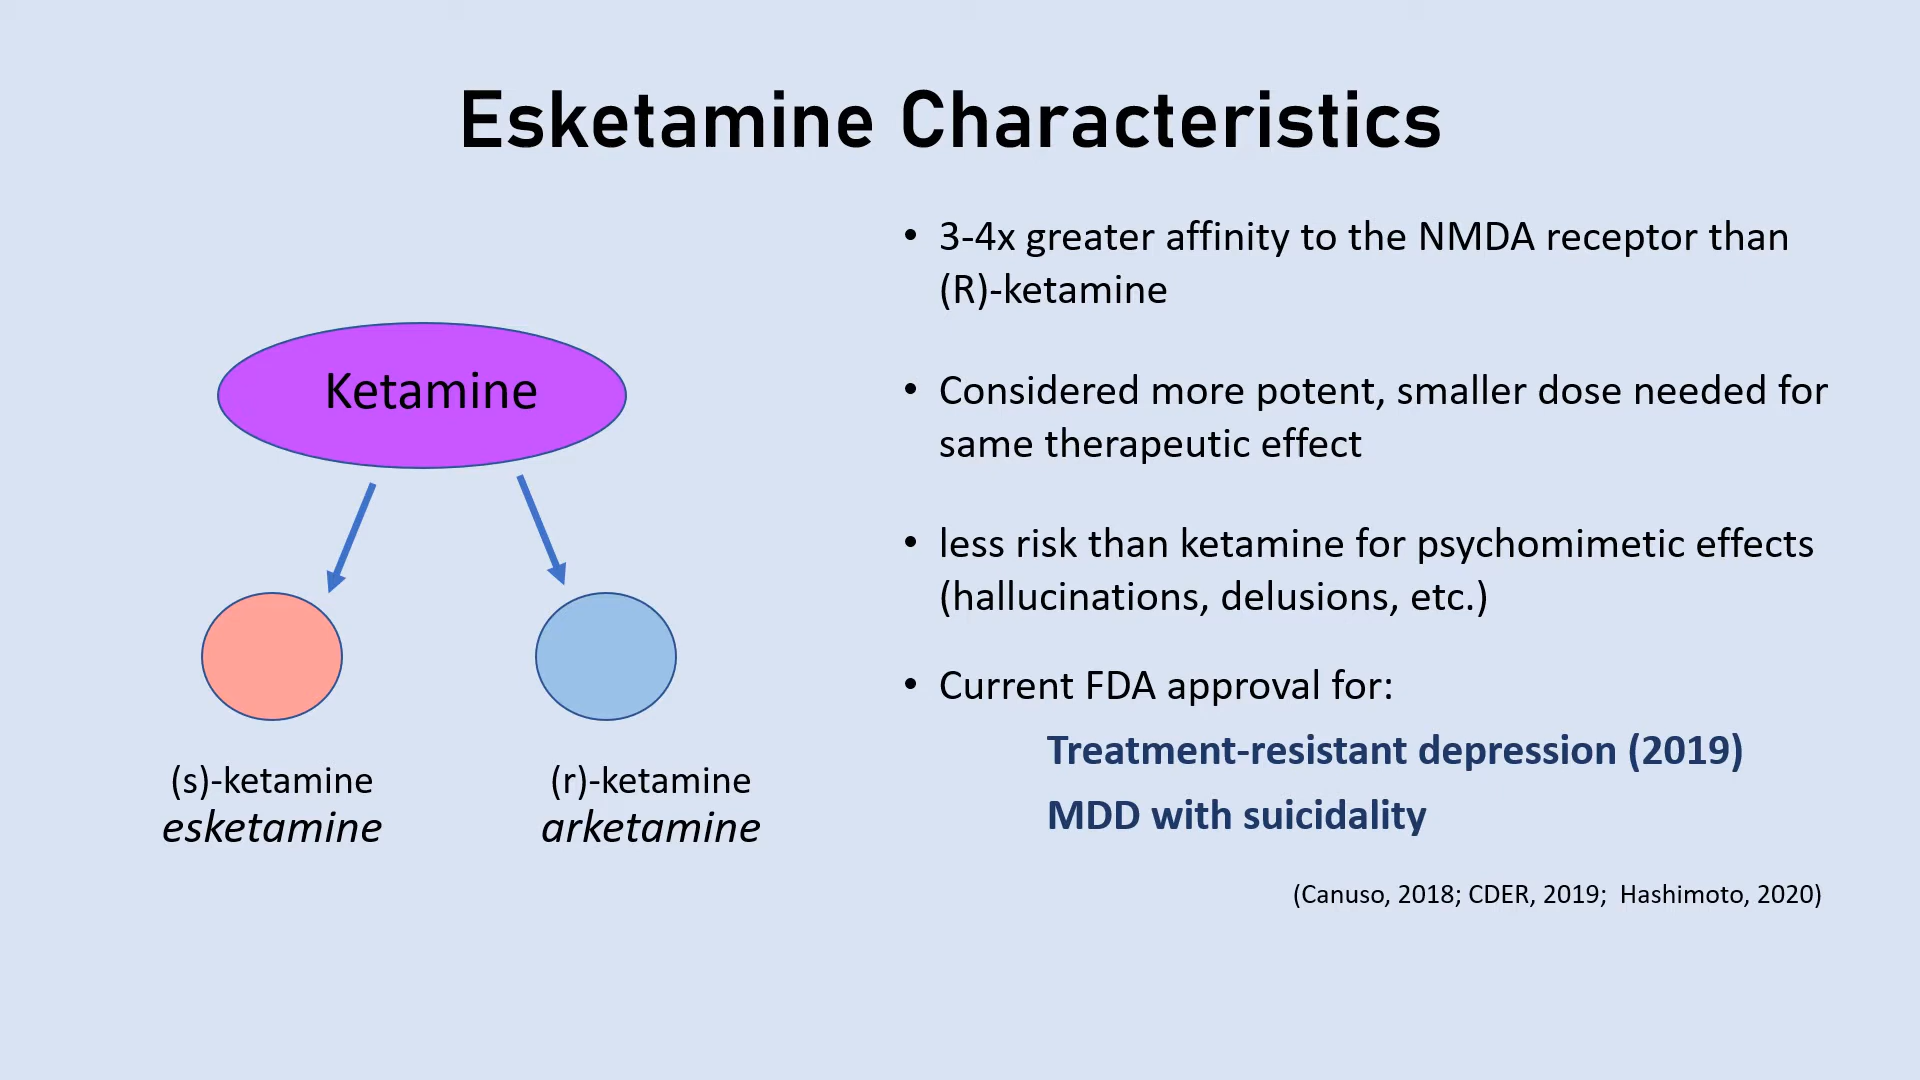 Esketamine Characteristics
Ketamine
(s)-ketamine
esketamine
(r)-ketamine
arketamine
• 3-4x greater affinity to the NMDA receptor than
(R)-ketamine
• Considered more potent, smaller dose needed for
same therapeutic effect
• less risk than ketamine for psychomimetic effects
(hallucinations, delusions, etc.)
• Current FDA approval for:
Treatment-resistant depression (2019)
MDD with suicidality
(Canuso, 2018; CDER, 2019;  Hashimoto, 2020)